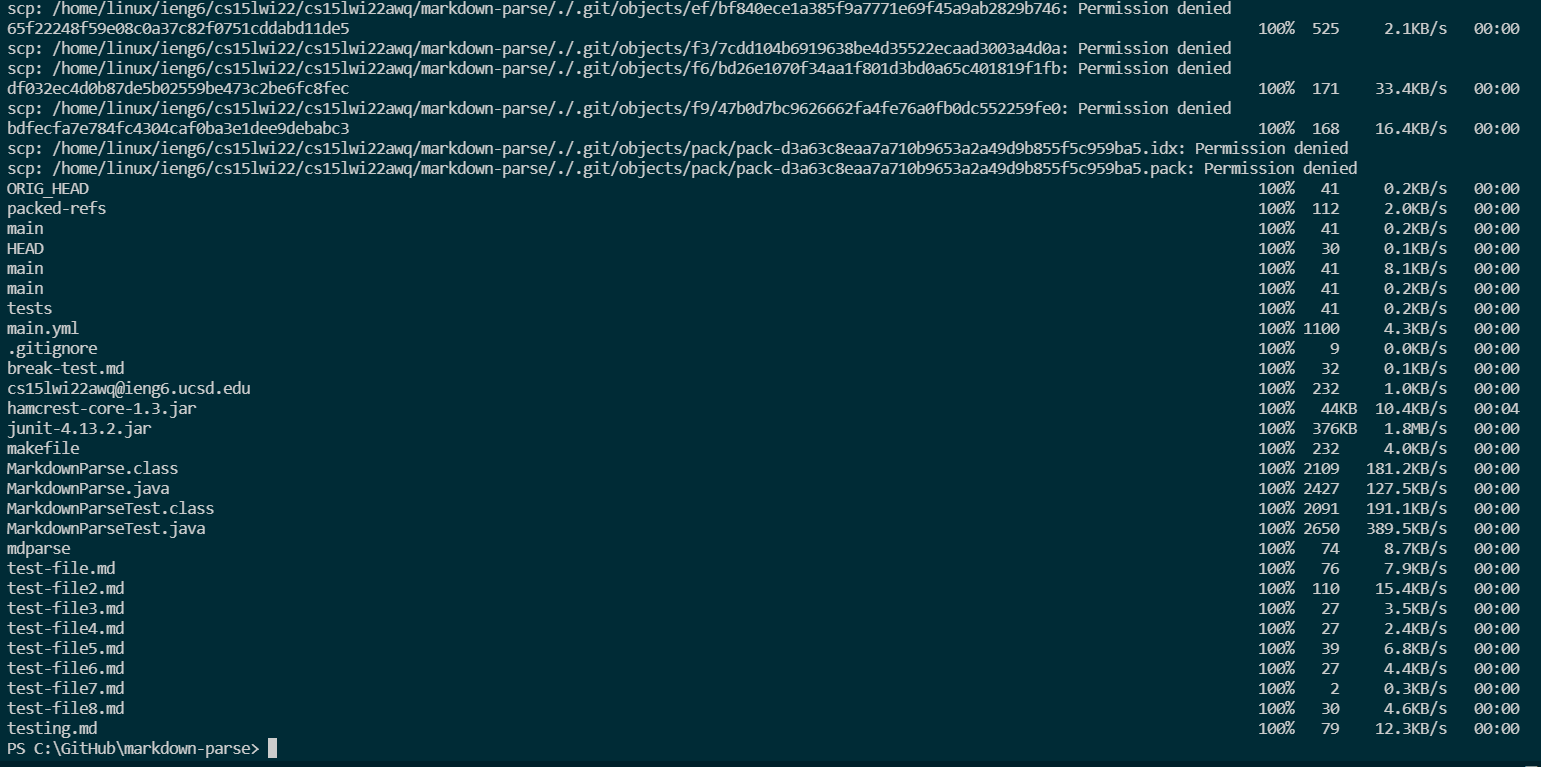 scp: /home/linux/ieng6/cs15lwi22/cs15lwi22awq/markdown-parse/./.git/objects/ef/bf840ece1a385f9a7771e69f45a9ab2829b746: Permission denied
65f22248f59e08c0a37c82f0751cddabd11de5 100% 525 2.1KB/s 00:00
scp: /home/linux/ieng6/cs15lwi22/cs15lwi22awq/markdown-parse/./.git/objects/f3/7cdd104b6919638be4d35522ecaad3003a4d0a: Permission denied
scp: /home/linux/ieng6/cs15lwi22/cs15lwi22awq/markdown-parse/./.git/objects/f6/bd26e1070f34aa1f801d3bd0a65c401819f1fb: Permission denied
df032ec4d0b87de5b02559be473c2be6fc8fec 100% 171 33.4KB/s 00:00
scp: /home/linux/ieng6/cs15lwi22/cs15lwi22awq/markdown-parse/./.git/objects/f9/47b0d7bc9626662fa4fe76a0fb0dc552259fe0: Permission denied
bdfecfa7e784fc4304caf0ba3e1dee9debabc3 100% 168 16.4KB/s 00:00
scp: /home/linux/ieng6/cs15lwi22/cs15lwi22awq/markdown-parse/./.git/objects/pack/pack-d3a63c8eaa7a710b9653a2a49d9b855f5c959ba5.idx: Permission denied
scp: /home/linux/ieng6/cs15lwi22/cs15lwi22awq/markdown-parse/./.git/objects/pack/pack-d3a63c8eaa7a710b9653a2a49d9b855f5c959ba5.pack: Permission denied
ORIG_HEAD 100% 41 0.2KB/s 00:00
packed-refs 100% 112 2.0KB/s 00:00
main 100% 41 0.2KB/s 00:00
HEAD 100% 30 0.1KB/s 00:00
main 100% 41 8.1KB/s 00:00
main 100% 41 0.2KB/s 00:00
tests 100% 41 0.2KB/s 00:00
main.yml 100% 1100 4.3KB/s 00:00
.gitignore 100% 9 0.0KB/s 00:00
break-test.md 100% 32 0.1KB/s 00:00
cs15lwi22awq@ieng6.ucsd.edu 100% 232 1.0KB/s 00:00
hamcrest-core-1.3.jar 100% 44KB 10.4KB/s 00:04
junit-4.13.2.jar 100% 376KB 1.8MB/s 00:00
makefile 100% 232 4.0KB/s 00:00
MarkdownParse.class 100% 2109 181.2KB/s 00:00
MarkdownParse.java 100% 2427 127.5KB/s 00:00
MarkdownParseTest.class 100% 2091 191.1KB/s 00:00
MarkdownParseTest.java 100% 2650 389.5KB/s 00:00
mdparse 100% 74 8.7KB/s 00:00
test-file.md 100% 76 7.9KB/s 00:00
test-file2.md 100% 110 15.4KB/s 00:00
test-file3.md 100% 27 3.5KB/s 00:00
test-file4.md 100% 27 2.4KB/s 00:00
test-file5.md 100% 39 6.8KB/s 00:00
test-file6.md 100% 27 4.4KB/s 00:00
test-file7.md 100% 2 0.3KB/s 00:00
test-file8.md 100% 30 4.6KB/s 00:00
testing.md 100% 79 12.3KB/s 00:00
PS C:\GitHub\markdown-parse>